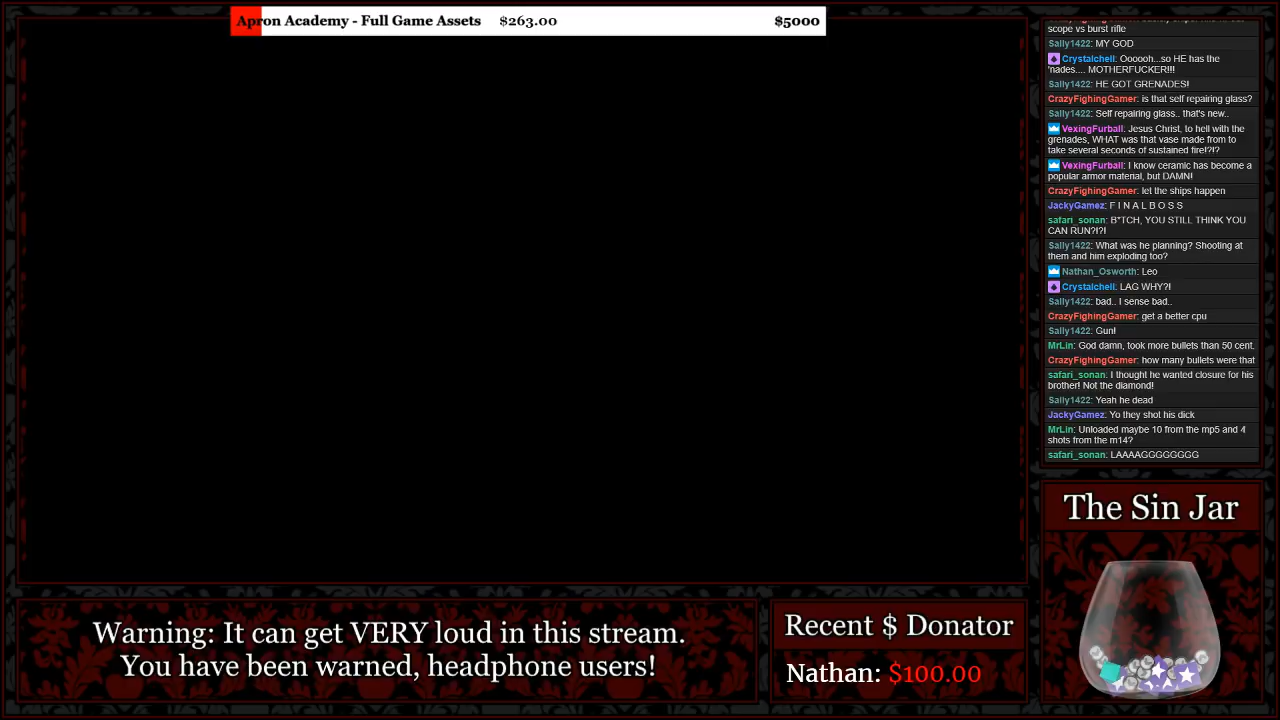 Apron Academy - Full Game Assets $263.00 $5000
scope vs burst rifle
Sally1422: MY GOD
Crystalchell: Oooooh...so HE has the
'nades.... MOTHERFUCKER!!!
Sally1422: HE GOT GRENADES!
CrazyFighingGamer: is that self repairing glass?
Sally1422: Self repairing glass.. that's new..
VexingFurball: Jesus Christ, to hell with the
grenades, WHAT was that vase made from to
take several seconds of sustained fire!?!?
VexingFurball: I know ceramic has become a
popular armor material, but DAMN!
CrazyFighingGamer: let the ships happen
JackyGamez: F I N A L B O S S
safari_sonan: B*TCH, YOU STILL THINK YOU
CAN RUN?!?!
Sally1422: What was he planning? Shooting at
them and him exploding too?
Nathan_Osworth: Leo
Crystalchell: LAG WHY?!
Sally1422: bad.. I sense bad..
CrazyFighingGamer: get a better cpu
Sally1422: Gun!
MrLin: God damn, took more bullets than 50 cent.
CrazyFighingGamer: how many bullets were that
safari_sonan: I thought he wanted closure for his
brother! Not the diamond!
Sally1422: Yeah he dead
JackyGamez: Yo they shot his dick
MrLin: Unloaded maybe 10 from the mp5 and 4
shots from the m14?
safari_sonan: LAAAAGGGGGGGG
The Sin Jar
Warning: It can get VERY loud in this stream.
You have been warned, headphone users!
Recent $ Donator
Nathan: $100.00